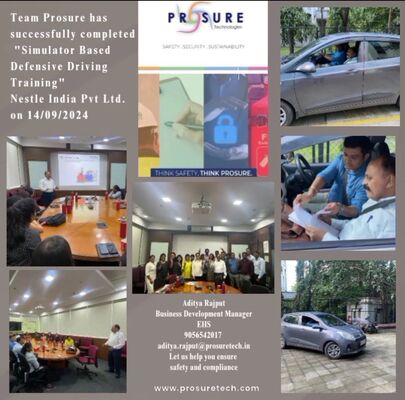 Team Prosure has
successfully completed
"Simulator Based
Defensive Driving
Training"
Nestle India Pvt Ltd.
on 14/09/2024
PROSURE
Technologies
SAFETY . SECURITY . SUSTAINABILITY
THINK SAFETY, THINK PROSURE.
Aditya Rajput
Business Development Manager
EHS
9056542017
aditya.rajput@prosuretech.in
Let us help you ensure
safety and compliance
www.prosuretech.com